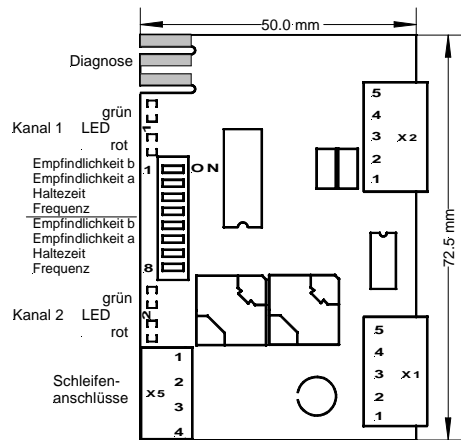 50.0 mm
Diagnose
grün
Kanal 1 LED 1
rot
Empfindlichkeit b 1 ON
Empfindlichkeit a
Haltezeit
Frequenz
Empfindlichkeit b
Empfindlichkeit a
Haltezeit
Frequenz 8
grün
Kanal 2 LED 2
rot
Schleifen-
anschlüsse
X5
1
2
3
4
5
4
3 X2
2
1
72.5 mm
5
4
3 X1
2
1